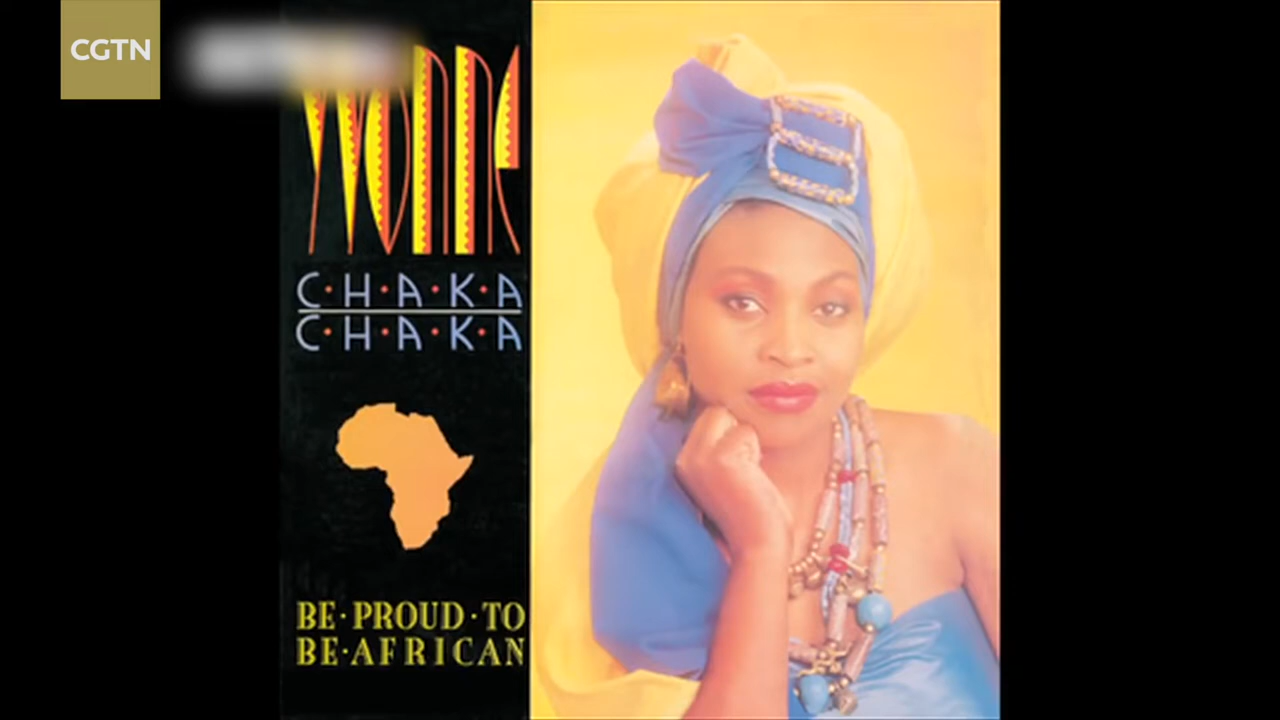 CGTN
YVONNE
C·H·A·K·A
C·H·A·K·A
BE·PROUD·TO
BE·AFRICAN